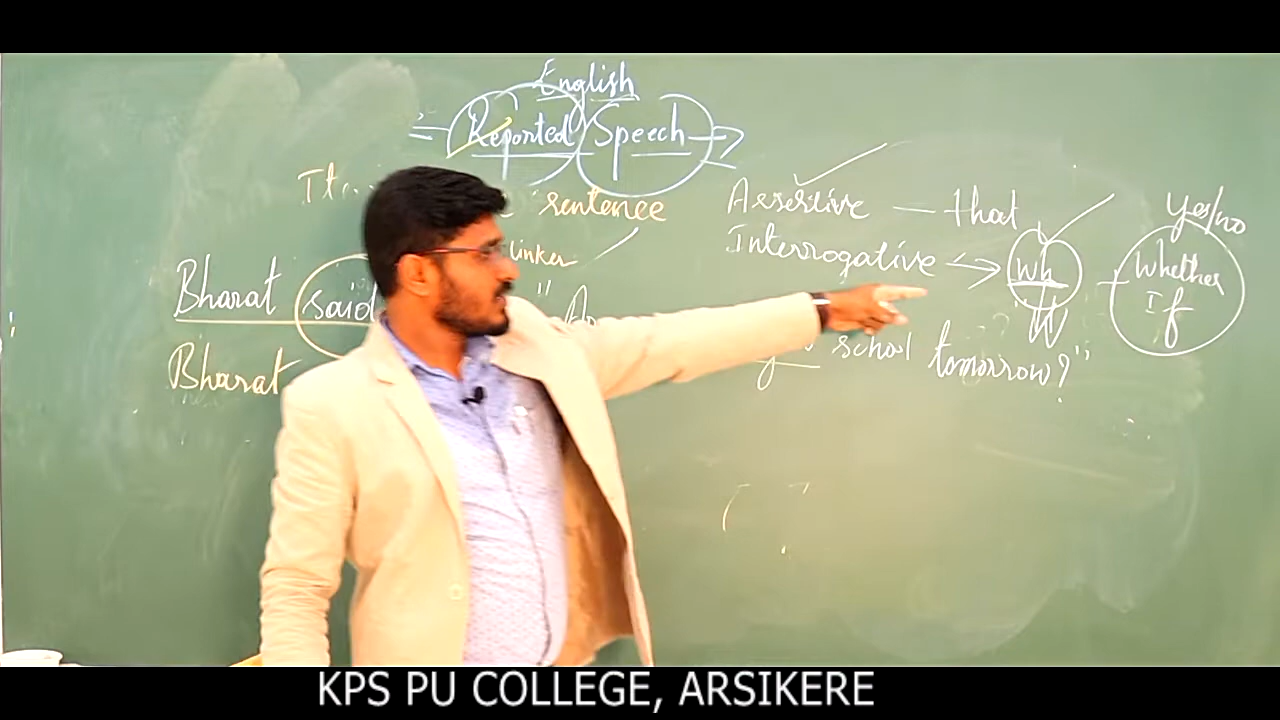 English
Reported Speech
sentence
Assertive — that
Yes/no
linker
Interrogative → wh - Whether
If
Bharat said "
school tomorrow?"
Bharat
KPS PU COLLEGE, ARSIKERE